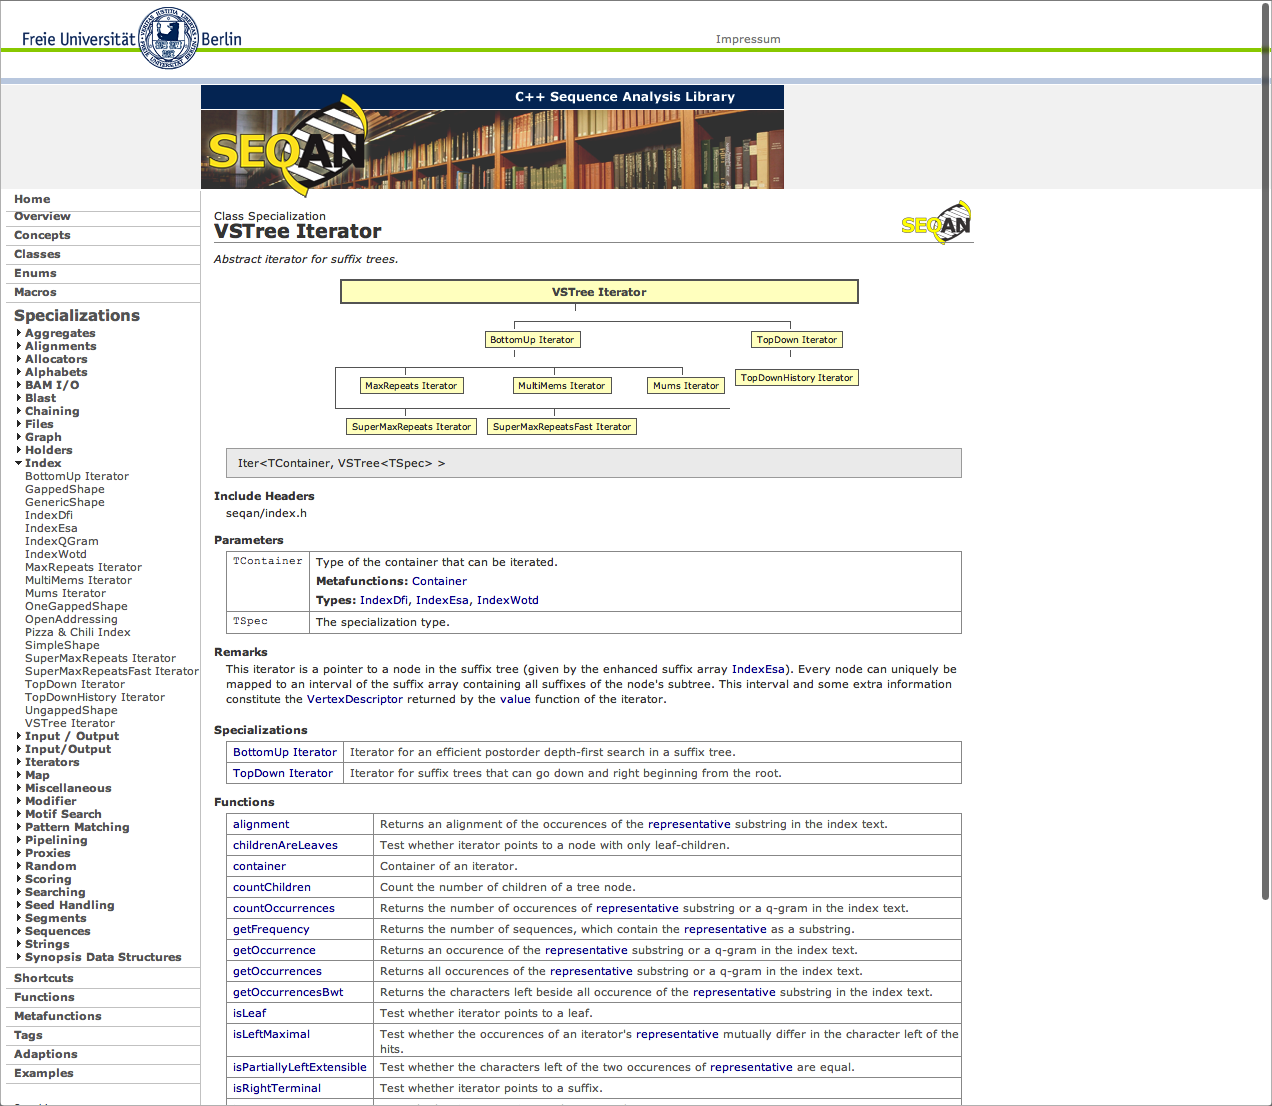 Freie Universität Berlin
Impressum
C++ Sequence Analysis Library
SEQAN
Home
Overview
Concepts
Classes
Enums
Macros
Specializations
Aggregates
Alignments
Allocators
Alphabets
BAM I/O
Blast
Chaining
Files
Graph
Holders
Index
BottomUp Iterator
GappedShape
GenericShape
IndexDfi
IndexEsa
IndexQGram
IndexWotd
MaxRepeats Iterator
MultiMems Iterator
Mums Iterator
OneGappedShape
OpenAddressing
Pizza & Chili Index
SimpleShape
SuperMaxRepeats Iterator
SuperMaxRepeatsFast Iterator
TopDown Iterator
TopDownHistory Iterator
UngappedShape
VSTree Iterator
Input / Output
Input/Output
Iterators
Map
Miscellaneous
Modifier
Motif Search
Pattern Matching
Pipelining
Proxies
Random
Scoring
Searching
Seed Handling
Segments
Sequences
Strings
Synopsis Data Structures
Shortcuts
Functions
Metafunctions
Tags
Adaptions
Examples
Class Specialization
VSTree Iterator
SEQAN
Abstract iterator for suffix trees.
VSTree Iterator
BottomUp Iterator
TopDown Iterator
MaxRepeats Iterator
MultiMems Iterator
Mums Iterator
TopDownHistory Iterator
SuperMaxRepeats Iterator
SuperMaxRepeatsFast Iterator
Iter<TContainer, VSTree<TSpec> >
Include Headers
seqan/index.h
Parameters
TContainer Type of the container that can be iterated.
Metafunctions: Container
Types: IndexDfi, IndexEsa, IndexWotd
TSpec The specialization type.
Remarks
This iterator is a pointer to a node in the suffix tree (given by the enhanced suffix array IndexEsa). Every node can uniquely be
mapped to an interval of the suffix array containing all suffixes of the node's subtree. This interval and some extra information
constitute the VertexDescriptor returned by the value function of the iterator.
Specializations
BottomUp Iterator Iterator for an efficient postorder depth-first search in a suffix tree.
TopDown Iterator Iterator for suffix trees that can go down and right beginning from the root.
Functions
alignment Returns an alignment of the occurences of the representative substring in the index text.
childrenAreLeaves Test whether iterator points to a node with only leaf-children.
container Container of an iterator.
countChildren Count the number of children of a tree node.
countOccurrences Returns the number of occurences of representative substring or a q-gram in the index text.
getFrequency Returns the number of sequences, which contain the representative as a substring.
getOccurrence Returns an occurence of the representative substring or a q-gram in the index text.
getOccurrences Returns all occurences of the representative substring or a q-gram in the index text.
getOccurrencesBwt Returns the characters left beside all occurence of the representative substring in the index text.
isLeaf Test whether iterator points to a leaf.
isLeftMaximal Test whether the occurences of an iterator's representative mutually differ in the character left of the
hits.
isPartiallyLeftExtensible Test whether the characters left of the two occurences of representative are equal.
isRightTerminal Test whether iterator points to a suffix.